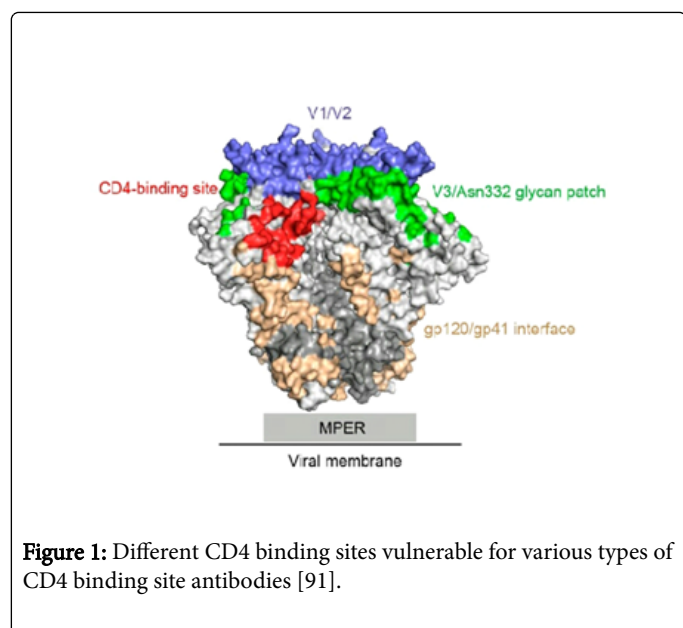 V1/V2
CD4-binding site
V3/Asn332 glycan patch
gp120/gp41 interface
MPER
Viral membrane
Figure 1: Different CD4 binding sites vulnerable for various types of
CD4 binding site antibodies [91].